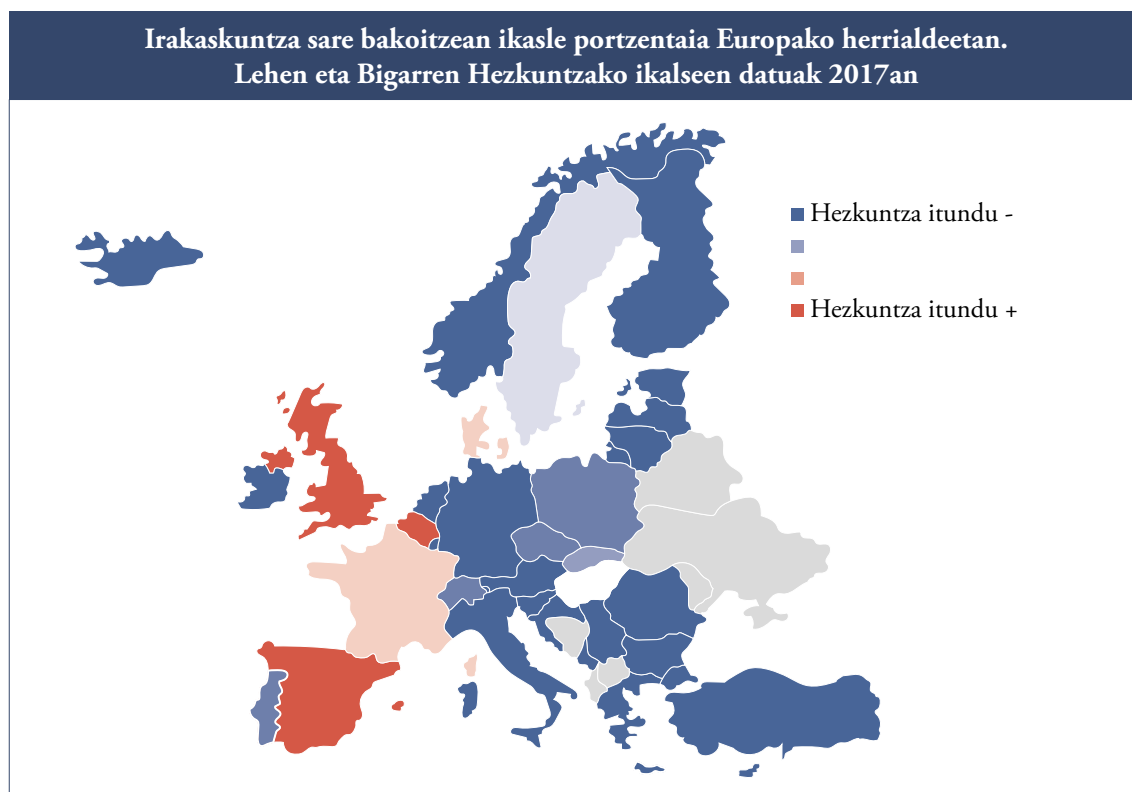 Irakaskuntza sare bakoitzean ikasle portzentaia Europako herrialdeetan.
Lehen eta Bigarren Hezkuntzako ikalseen datuak 2017an
Hezkuntza itundu -
Hezkuntza itundu +